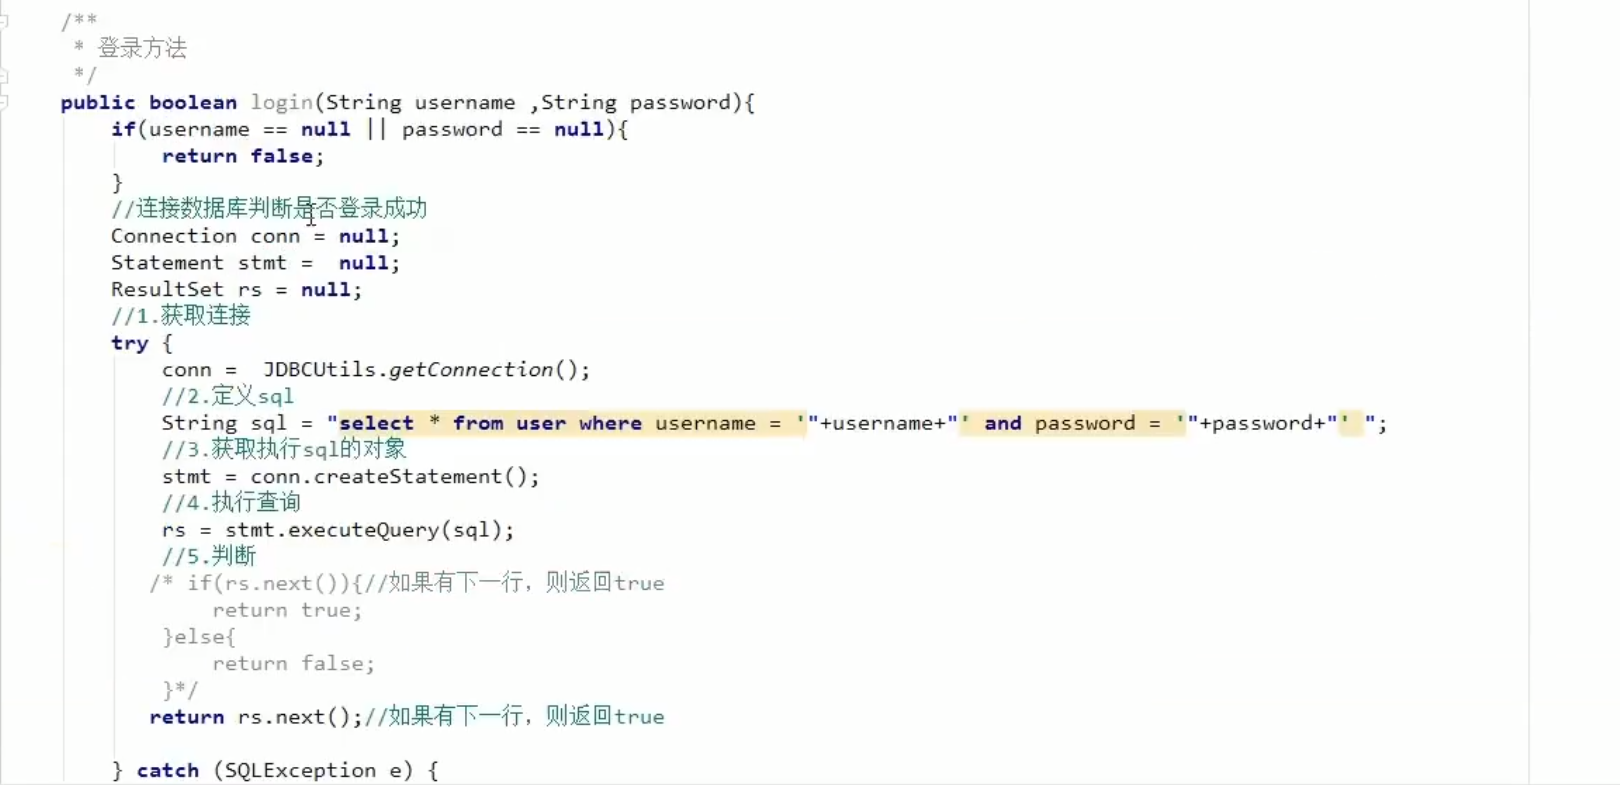 /**
 * 登录方法
 */
public boolean login(String username ,String password){
    if(username == null || password == null){
        return false;
    }
    //连接数据库判断是否登录成功
    Connection conn = null;
    Statement stmt =  null;
    ResultSet rs = null;
    //1.获取连接
    try {
        conn =  JDBCUtils.getConnection();
        //2.定义sql
        String sql = "select * from user where username = '"+username+"' and password = '"+password+"' ";
        //3.获取执行sql的对象
        stmt = conn.createStatement();
        //4.执行查询
        rs = stmt.executeQuery(sql);
        //5.判断
       /* if(rs.next()){//如果有下一行，则返回true
            return true;
        }else{
            return false;
        }*/
       return rs.next();//如果有下一行，则返回true
    } catch (SQLException e) {